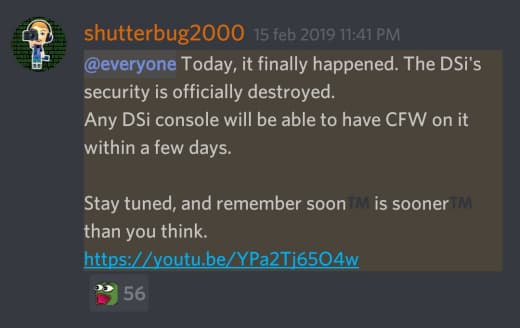 shutterbug2000 15 feb 2019 11:41 PM
@everyone Today, it finally happened. The DSi's
security is officially destroyed.
Any DSi console will be able to have CFW on it
within a few days.
Stay tuned, and remember soon™ is sooner™
than you think.
https://youtu.be/YPa2Tj65O4w
56